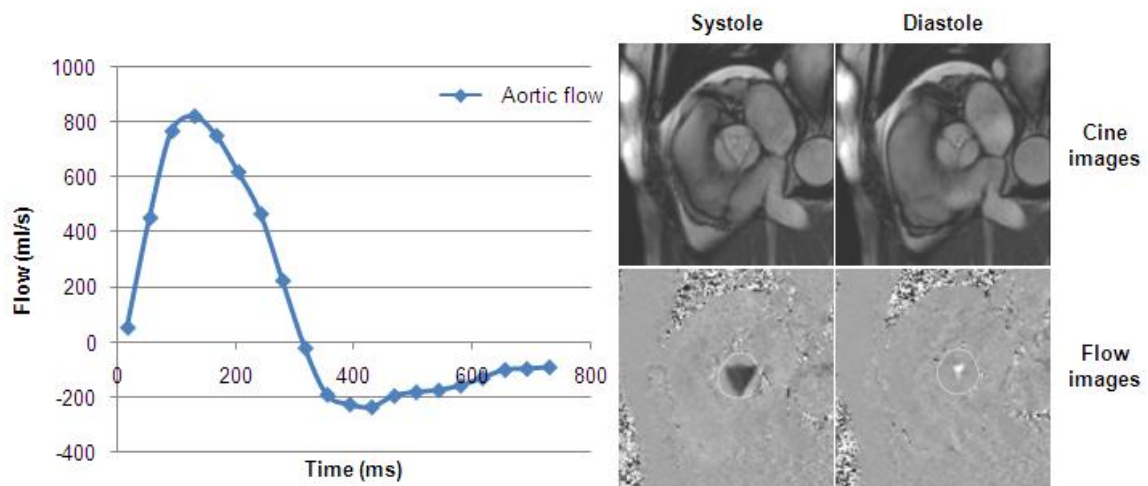 Systole
Diastole
1000
800
600
400
200
0
-200
-400
Flow (ml/s)
Aortic flow
0
200
400
600
800
Time (ms)
Cine
images
Flow
images